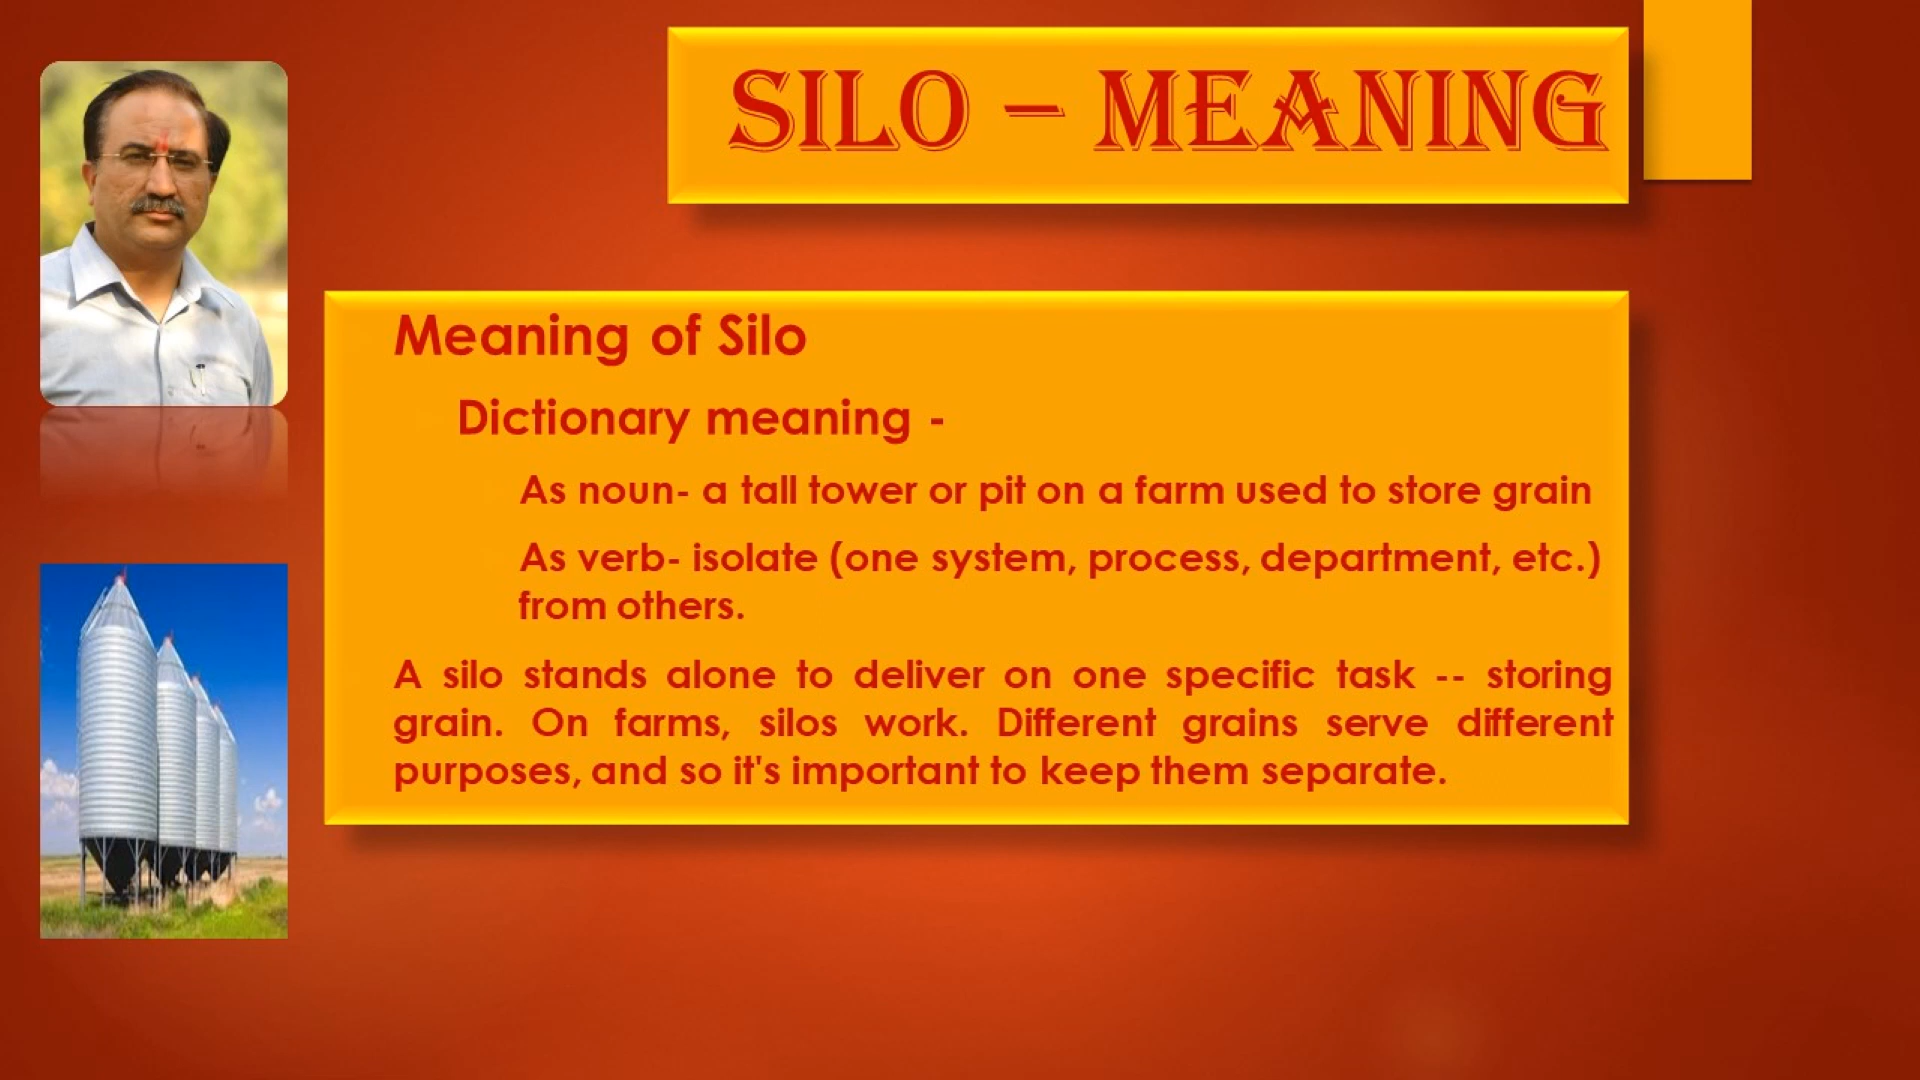 SILO – MEANING
Meaning of Silo
Dictionary meaning -
As noun- a tall tower or pit on a farm used to store grain
As verb- isolate (one system, process, department, etc.)
from others.
A silo stands alone to deliver on one specific task -- storing
grain. On farms, silos work. Different grains serve different
purposes, and so it's important to keep them separate.